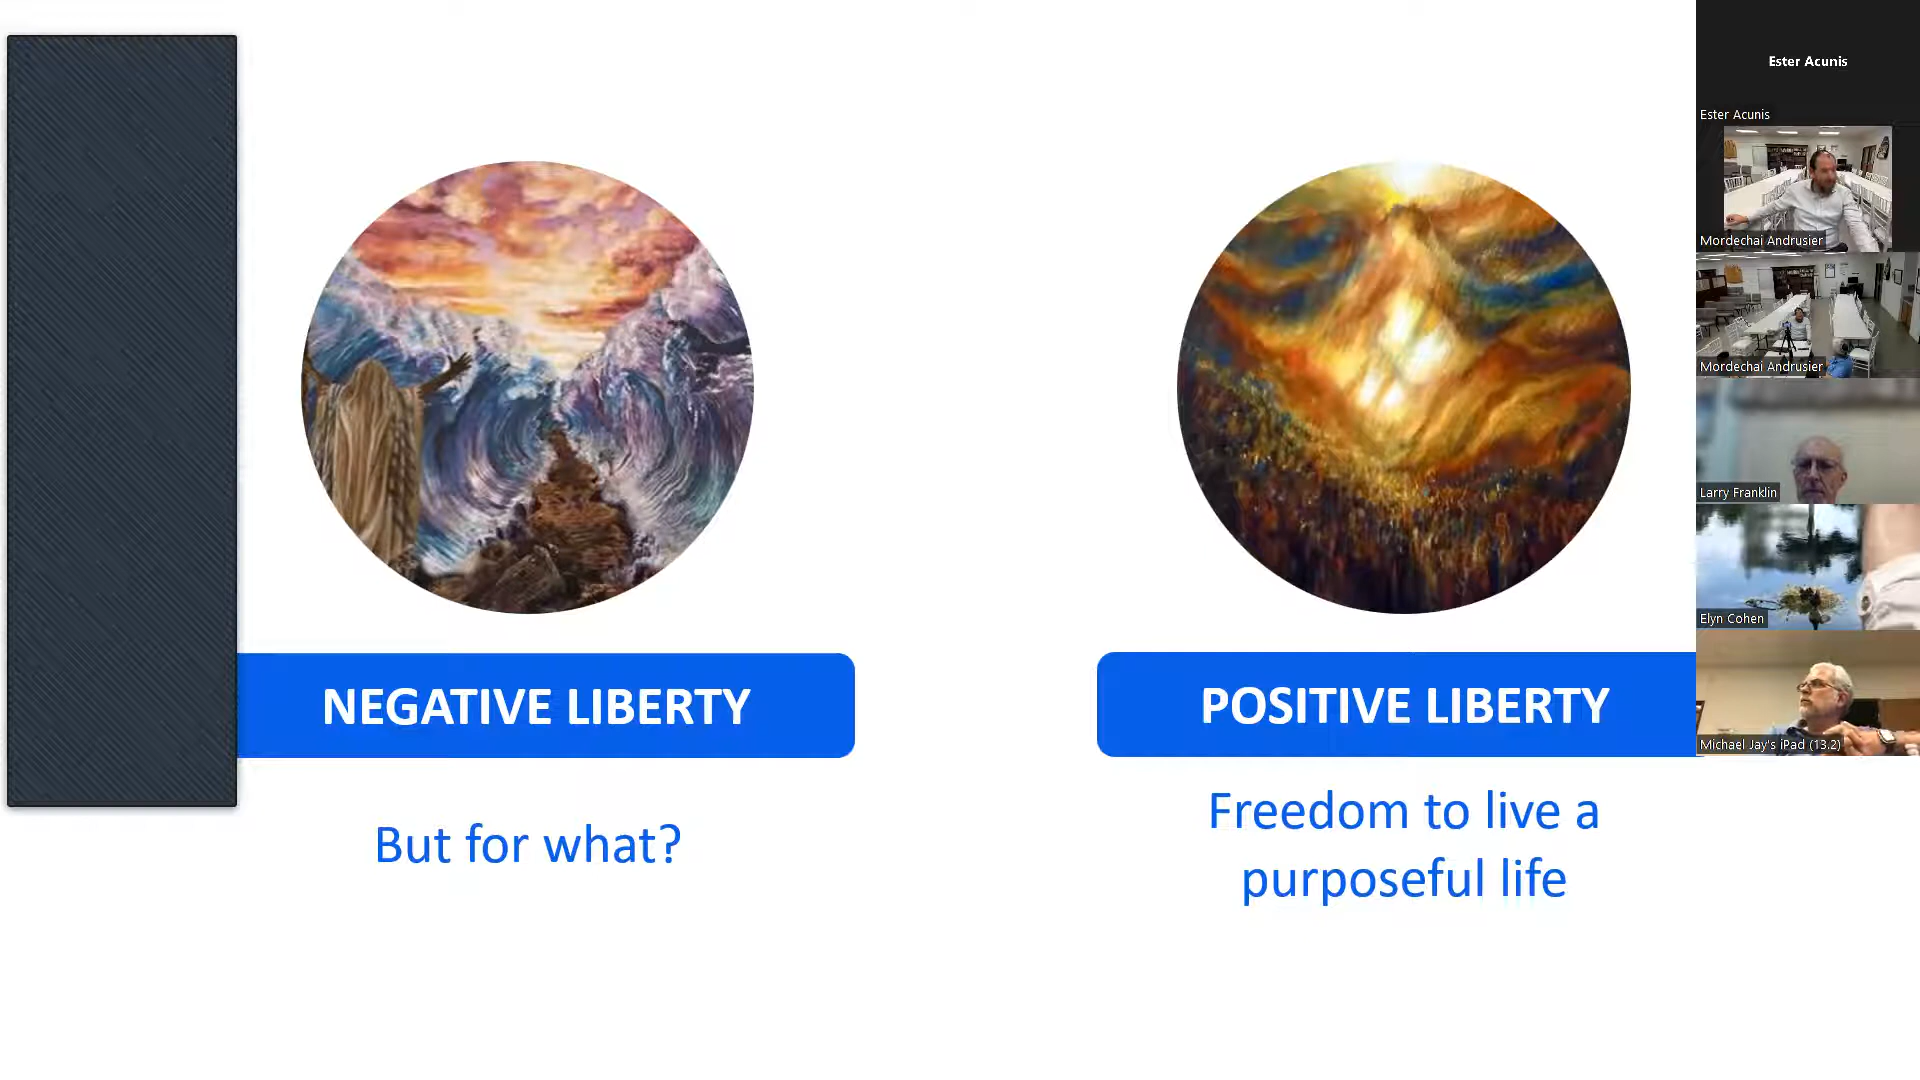 NEGATIVE LIBERTY
But for what?
POSITIVE LIBERTY
Freedom to live a
purposeful life
Ester Acunis
Ester Acunis
Mordechai Andrusier
Mordechai Andrusier
Larry Franklin
Elyn Cohen
Michael Jay's iPad (13.2)